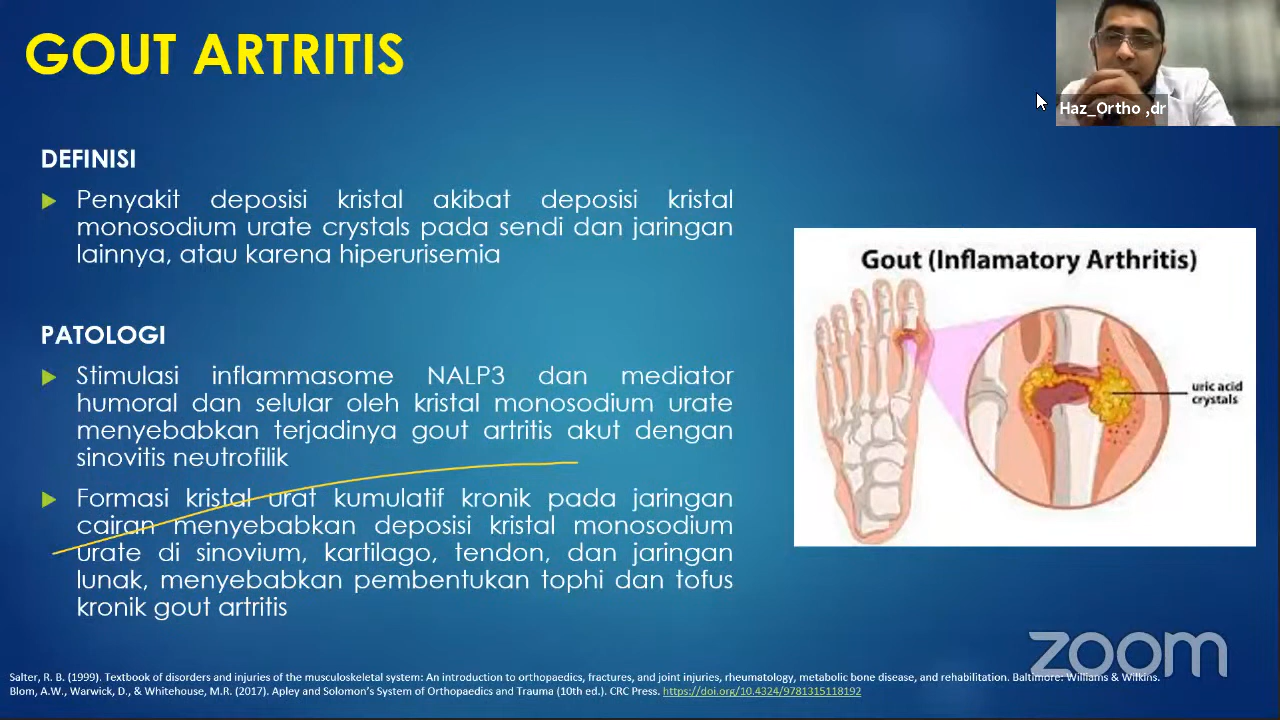 GOUT ARTRITIS
Haz_Ortho ,dr
DEFINISI
Penyakit deposisi kristal akibat deposisi kristal
monosodium urate crystals pada sendi dan jaringan
lainnya, atau karena hiperurisemia
PATOLOGI
Stimulasi inflammasome NALP3 dan mediator
humoral dan selular oleh kristal monosodium urate
menyebabkan terjadinya gout artritis akut dengan
sinovitis neutrofilik
Formasi kristal urat kumulatif kronik pada jaringan
cairan menyebabkan deposisi kristal monosodium
urate di sinovium, kartilago, tendon, dan jaringan
lunak, menyebabkan pembentukan tophi dan tofus
kronik gout artritis
Gout (Inflamatory Arthritis)
uric acid
crystals
zoom
Salter, R. B. (1999). Textbook of disorders and injuries of the musculoskeletal system: An introduction to orthopaedics, fractures, and joint injuries, rheumatology, metabolic bone disease, and rehabilitation. Baltimore: Williams & Wilkins.
Blom, A.W., Warwick, D., & Whitehouse, M.R. (2017). Apley and Solomon's System of Orthopaedics and Trauma (10th ed.). CRC Press. https://doi.org/10.4324/9781315118192